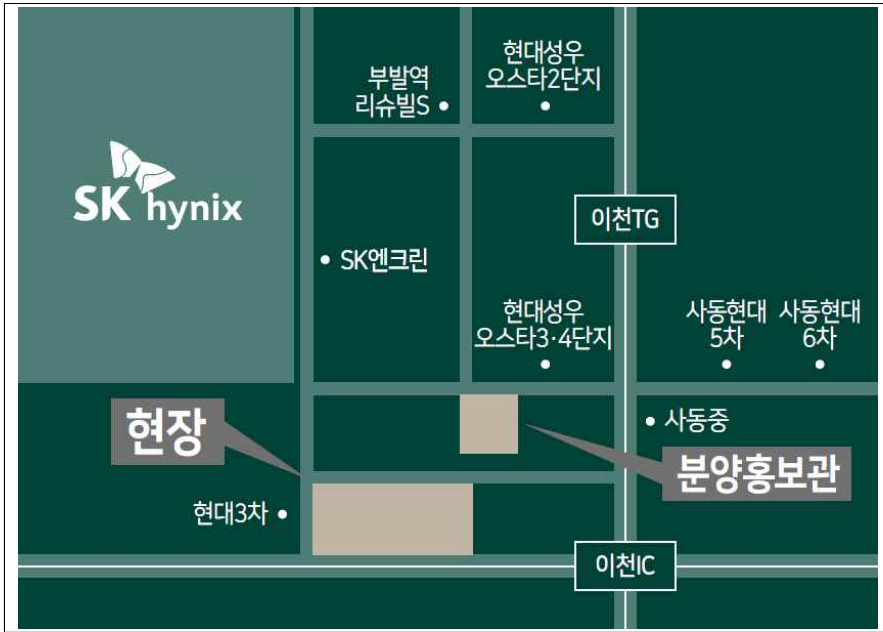 부발역
리슈빌S
현대성우
오스타2단지
SK hynix
이천TG
SK엔크린
현대성우
오스타3·4단지
사동현대
5차
사동현대
6차
현장
사동중
분양홍보관
현대3차
이천IC